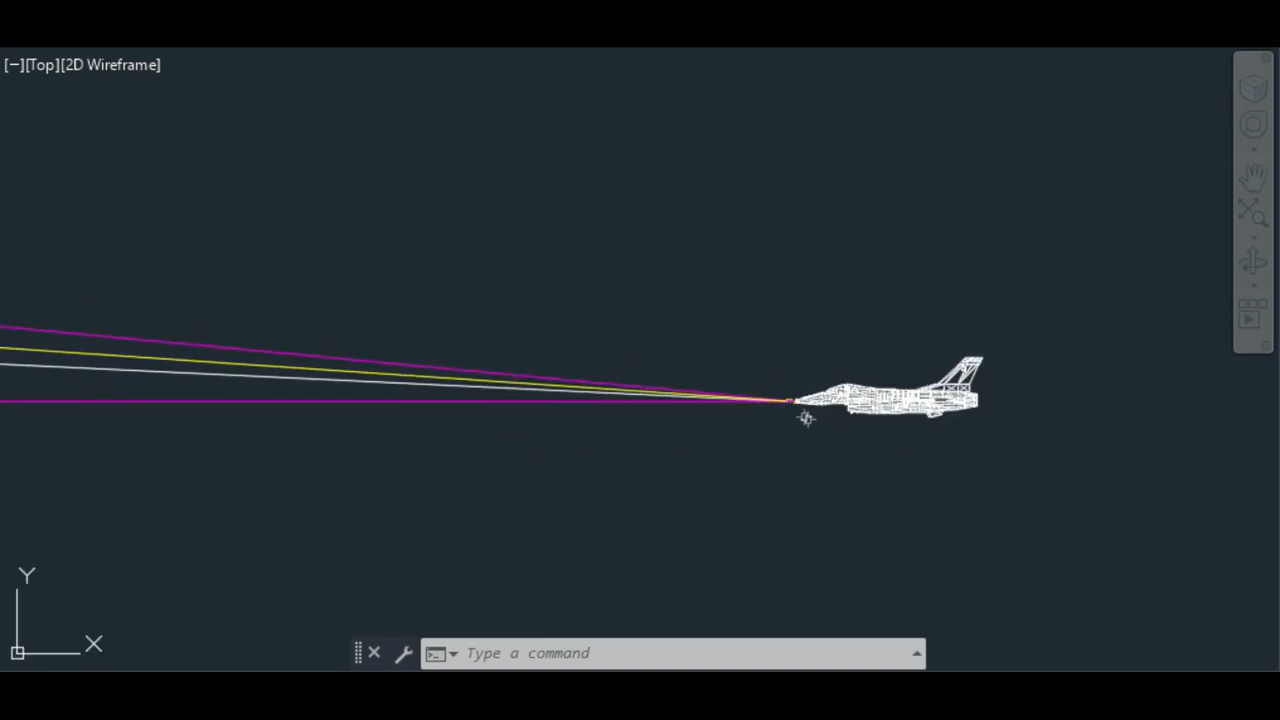 [−][Top][2D Wireframe]
Y
X
Type a command